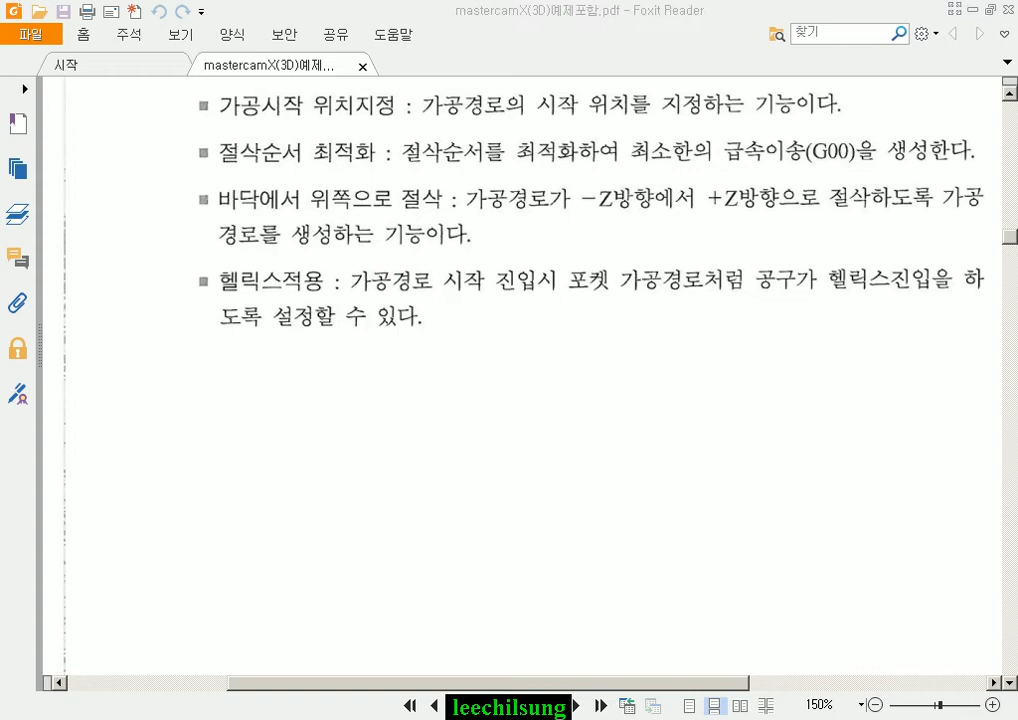 mastercamX(3D)예제포함.pdf - Foxit Reader
파일 홈 주석 보기 양식 보안 공유 도움말 찾기
시작 mastercamX(3D)예제...
가공시작 위치지정 : 가공경로의 시작 위치를 지정하는 기능이다.
절삭순서 최적화 : 절삭순서를 최적화하여 최소한의 급속이송(G00)을 생성한다.
바닥에서 위쪽으로 절삭 : 가공경로가 -Z방향에서 +Z방향으로 절삭하도록 가공
경로를 생성하는 기능이다.
헬릭스적용 : 가공경로 시작 진입시 포켓 가공경로처럼 공구가 헬릭스진입을 하
도록 설정할 수 있다.
leechilsung 150%